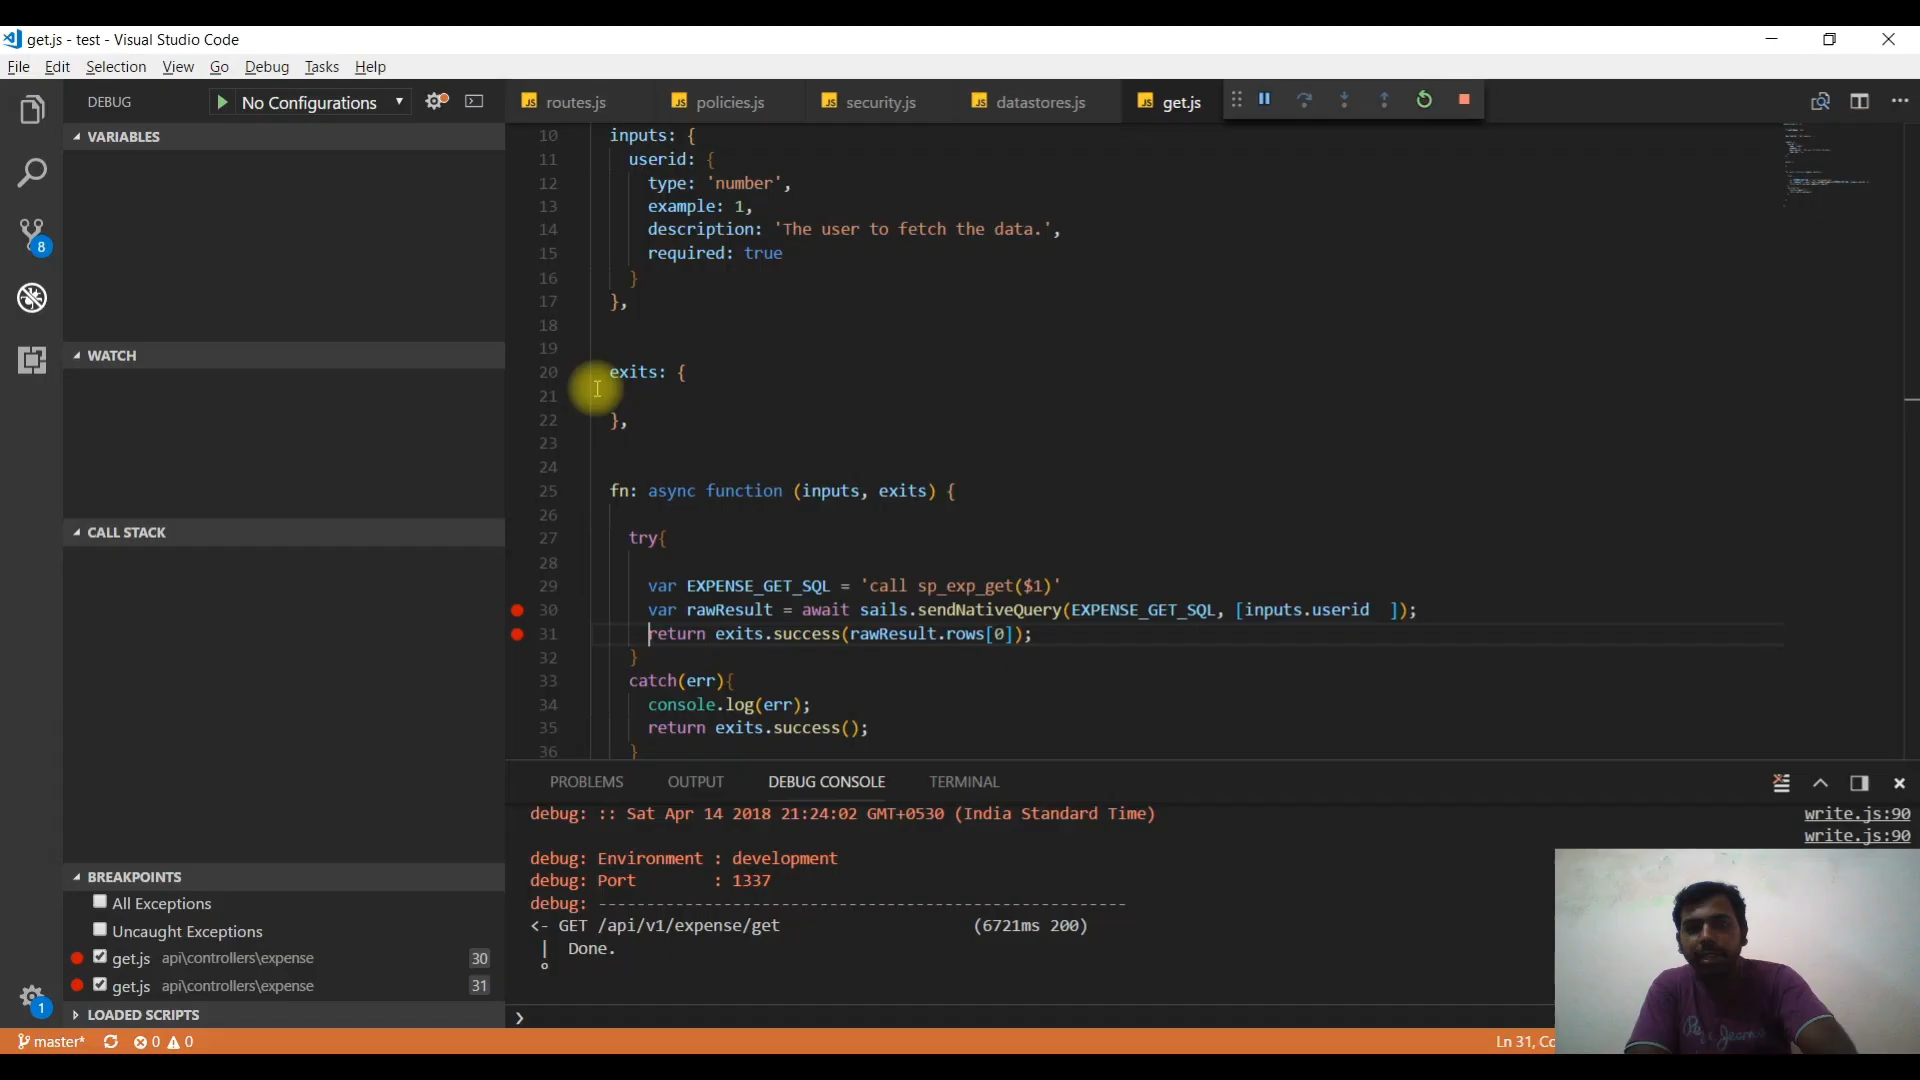 get.js - test - Visual Studio Code
File Edit Selection View Go Debug Tasks Help
DEBUG No Configurations
JS routes.js JS policies.js JS security.js JS datastores.js JS get.js
VARIABLES
WATCH
CALL STACK
BREAKPOINTS
All Exceptions
Uncaught Exceptions
get.js api\controllers\expense 30
get.js api\controllers\expense 31
LOADED SCRIPTS
8
1
10 inputs: {
11 userid: {
12 type: 'number',
13 example: 1,
14 description: 'The user to fetch the data.',
15 required: true
16 }
17 },
18
19
20 exits: {
21
22 },
23
24
25 fn: async function (inputs, exits) {
26
27 try{
28
29 var EXPENSE_GET_SQL = 'call sp_exp_get($1)'
30 var rawResult = await sails.sendNativeQuery(EXPENSE_GET_SQL, [inputs.userid ]);
31 return exits.success(rawResult.rows[0]);
32 }
33 catch(err){
34 console.log(err);
35 return exits.success();
36 }
PROBLEMS OUTPUT DEBUG CONSOLE TERMINAL
debug: :: Sat Apr 14 2018 21:24:02 GMT+0530 (India Standard Time) write.js:90
write.js:90
debug: Environment : development
debug: Port : 1337
debug: -------------------------------------------------------
<- GET /api/v1/expense/get (6721ms 200)
| Done.
master* 0 0 Ln 31, Co